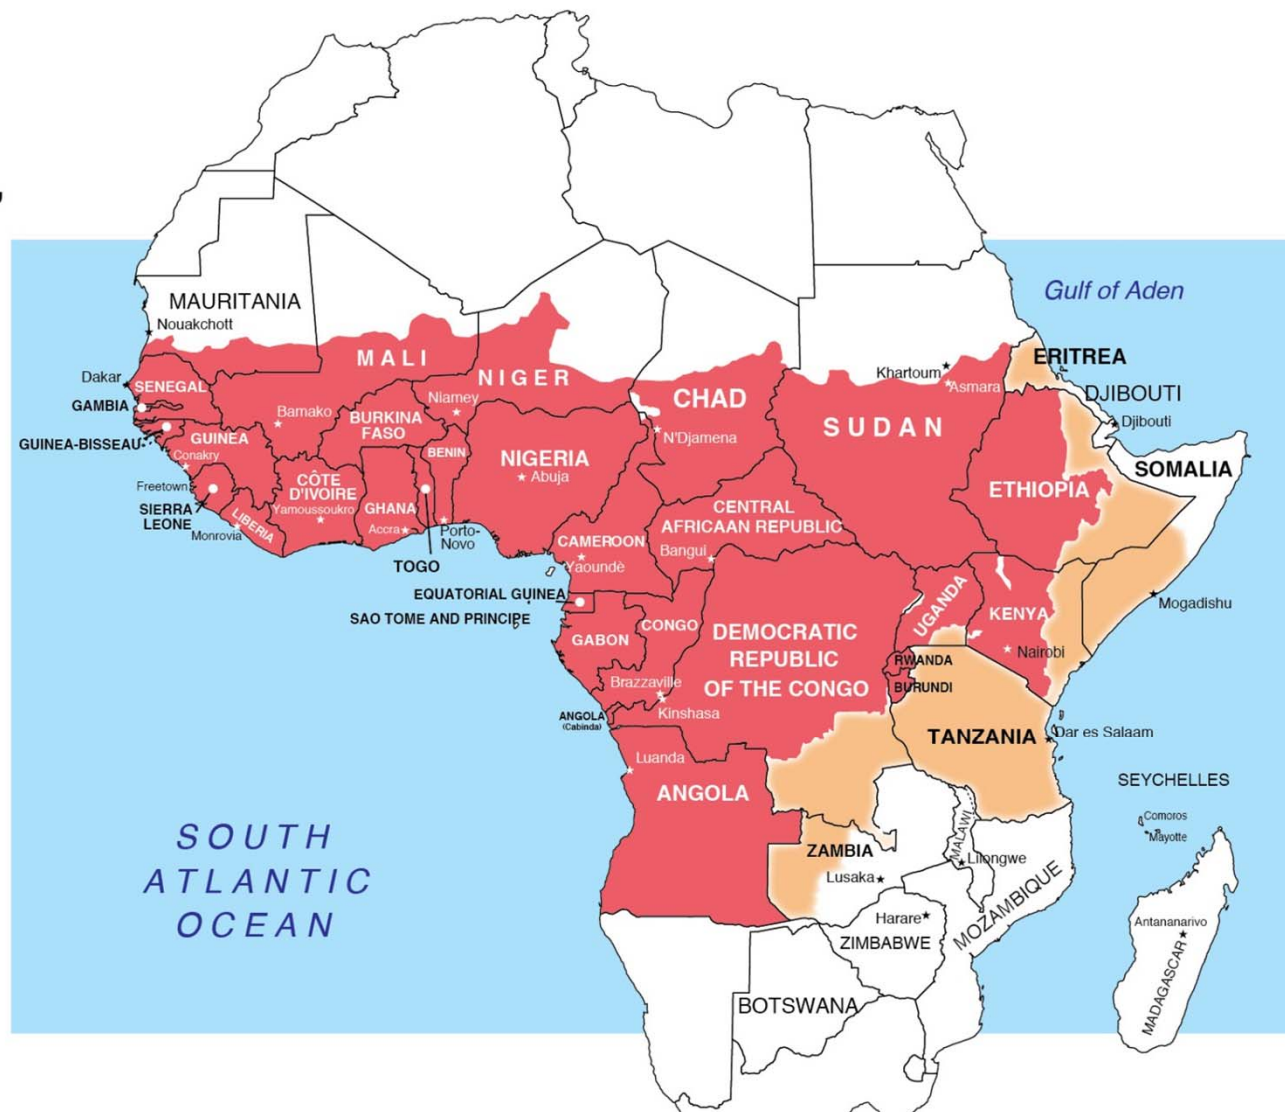 ,
Gulf of Aden
MAURITANIA
Nouakchott
ERITREA
MALI
Khartoum
Asmara
Dakar
SENEGAL
NIGER
DJIBOUTI
GAMBIA
Niamey
CHAD
Djibouti
Bamako
BURKINA
FASO
SUDAN
GUINEA-BISSAU
GUINEA
N'Djamena
Conakry
BENIN
NIGERIA
SOMALIA
Freetown
CÔTE
D'IVOIRE
Abuja
ETHIOPIA
SIERRA
LEONE
Yamoussoukro
GHANA
CENTRAL
AFRICAAN REPUBLIC
LIBERIA
Monrovia
Accra
Porto-
Novo
CAMEROON
Bangui
TOGO
Yaoundè
EQUATORIAL GUINEA
UGANDA
KENYA
Mogadishu
SAO TOME AND PRINCIPE
CONGO
DEMOCRATIC
REPUBLIC
OF THE CONGO
GABON
Nairobi
RWANDA
Brazzaville
BURUNDI
ANGOLA
(Cabinda)
Kinshasa
TANZANIA
Dar es Salaam
Luanda
ANGOLA
SEYCHELLES
Comoros
Mayotte
SOUTH
ATLANTIC
OCEAN
ZAMBIA
MALAWI
Lilongwe
Lusaka
Harare
MOZAMBIQUE
ZIMBABWE
Antananarivo
MADAGASCAR
BOTSWANA